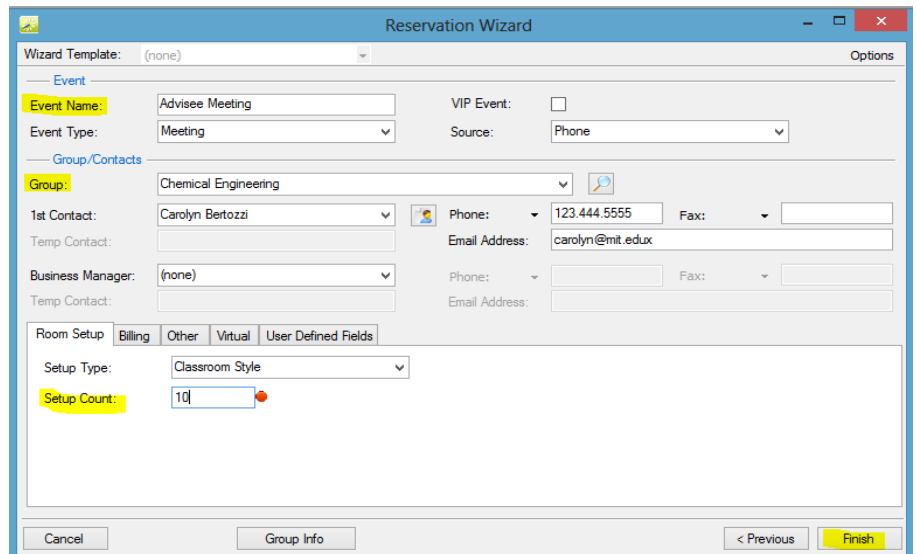 Reservation Wizard
Wizard Template: (none) Options
Event
Event Name: Advisee Meeting VIP Event:
Event Type: Meeting Source: Phone
Group/Contacts
Group: Chemical Engineering
1st Contact: Carolyn Bertozzi Phone: 123.444.5555 Fax:
Temp Contact: Email Address: carolyn@mit.edux
Business Manager: (none) Phone: Fax:
Temp Contact: Email Address:
Room Setup Billing Other Virtual User Defined Fields
Setup Type: Classroom Style
Setup Count: 10
Cancel Group Info < Previous Finish